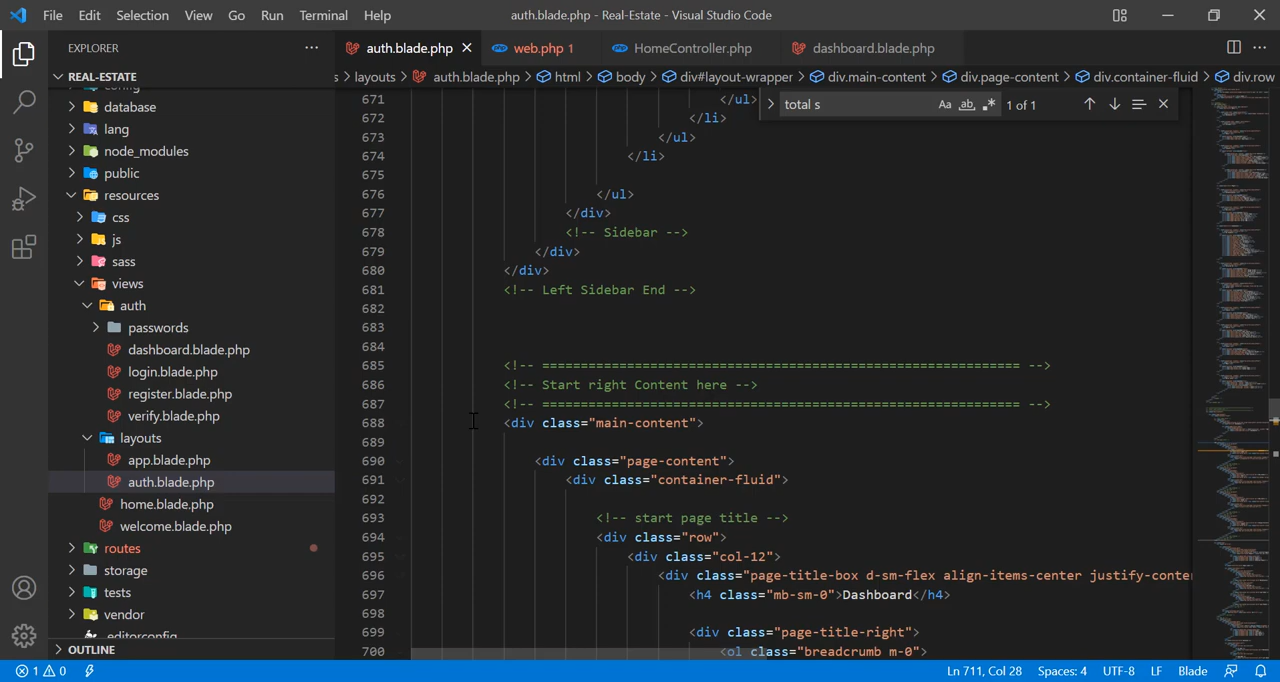 File Edit Selection View Go Run Terminal Help
auth.blade.php - Real-Estate - Visual Studio Code
EXPLORER
auth.blade.php
web.php 1
HomeController.php
dashboard.blade.php
REAL-ESTATE
s > layouts > auth.blade.php > html > body > div#layout-wrapper > div.main-content > div.page-content > div.container-fluid > div.row
total s
Aa ab .* 1 of 1
config
database
lang
node_modules
public
resources
css
js
sass
views
auth
passwords
dashboard.blade.php
login.blade.php
register.blade.php
verify.blade.php
layouts
app.blade.php
auth.blade.php
home.blade.php
welcome.blade.php
routes
storage
tests
vendor
.editorconfig
OUTLINE
671 </ul>
672 </li>
673 </ul>
674 </li>
675
676 </ul>
677 </div>
678 <!-- Sidebar -->
679 </div>
680 </div>
681 <!-- Left Sidebar End -->
682
683
684
685 <!-- ============================================================== -->
686 <!-- Start right Content here -->
687 <!-- ============================================================== -->
688 <div class="main-content">
689
690 <div class="page-content">
691 <div class="container-fluid">
692
693 <!-- start page title -->
694 <div class="row">
695 <div class="col-12">
696 <div class="page-title-box d-sm-flex align-items-center justify-conter
697 <h4 class="mb-sm-0">Dashboard</h4>
698
699 <div class="page-title-right">
700 <ol class="breadcrumb m-0">
1 0
Ln 711, Col 28 Spaces: 4 UTF-8 LF Blade